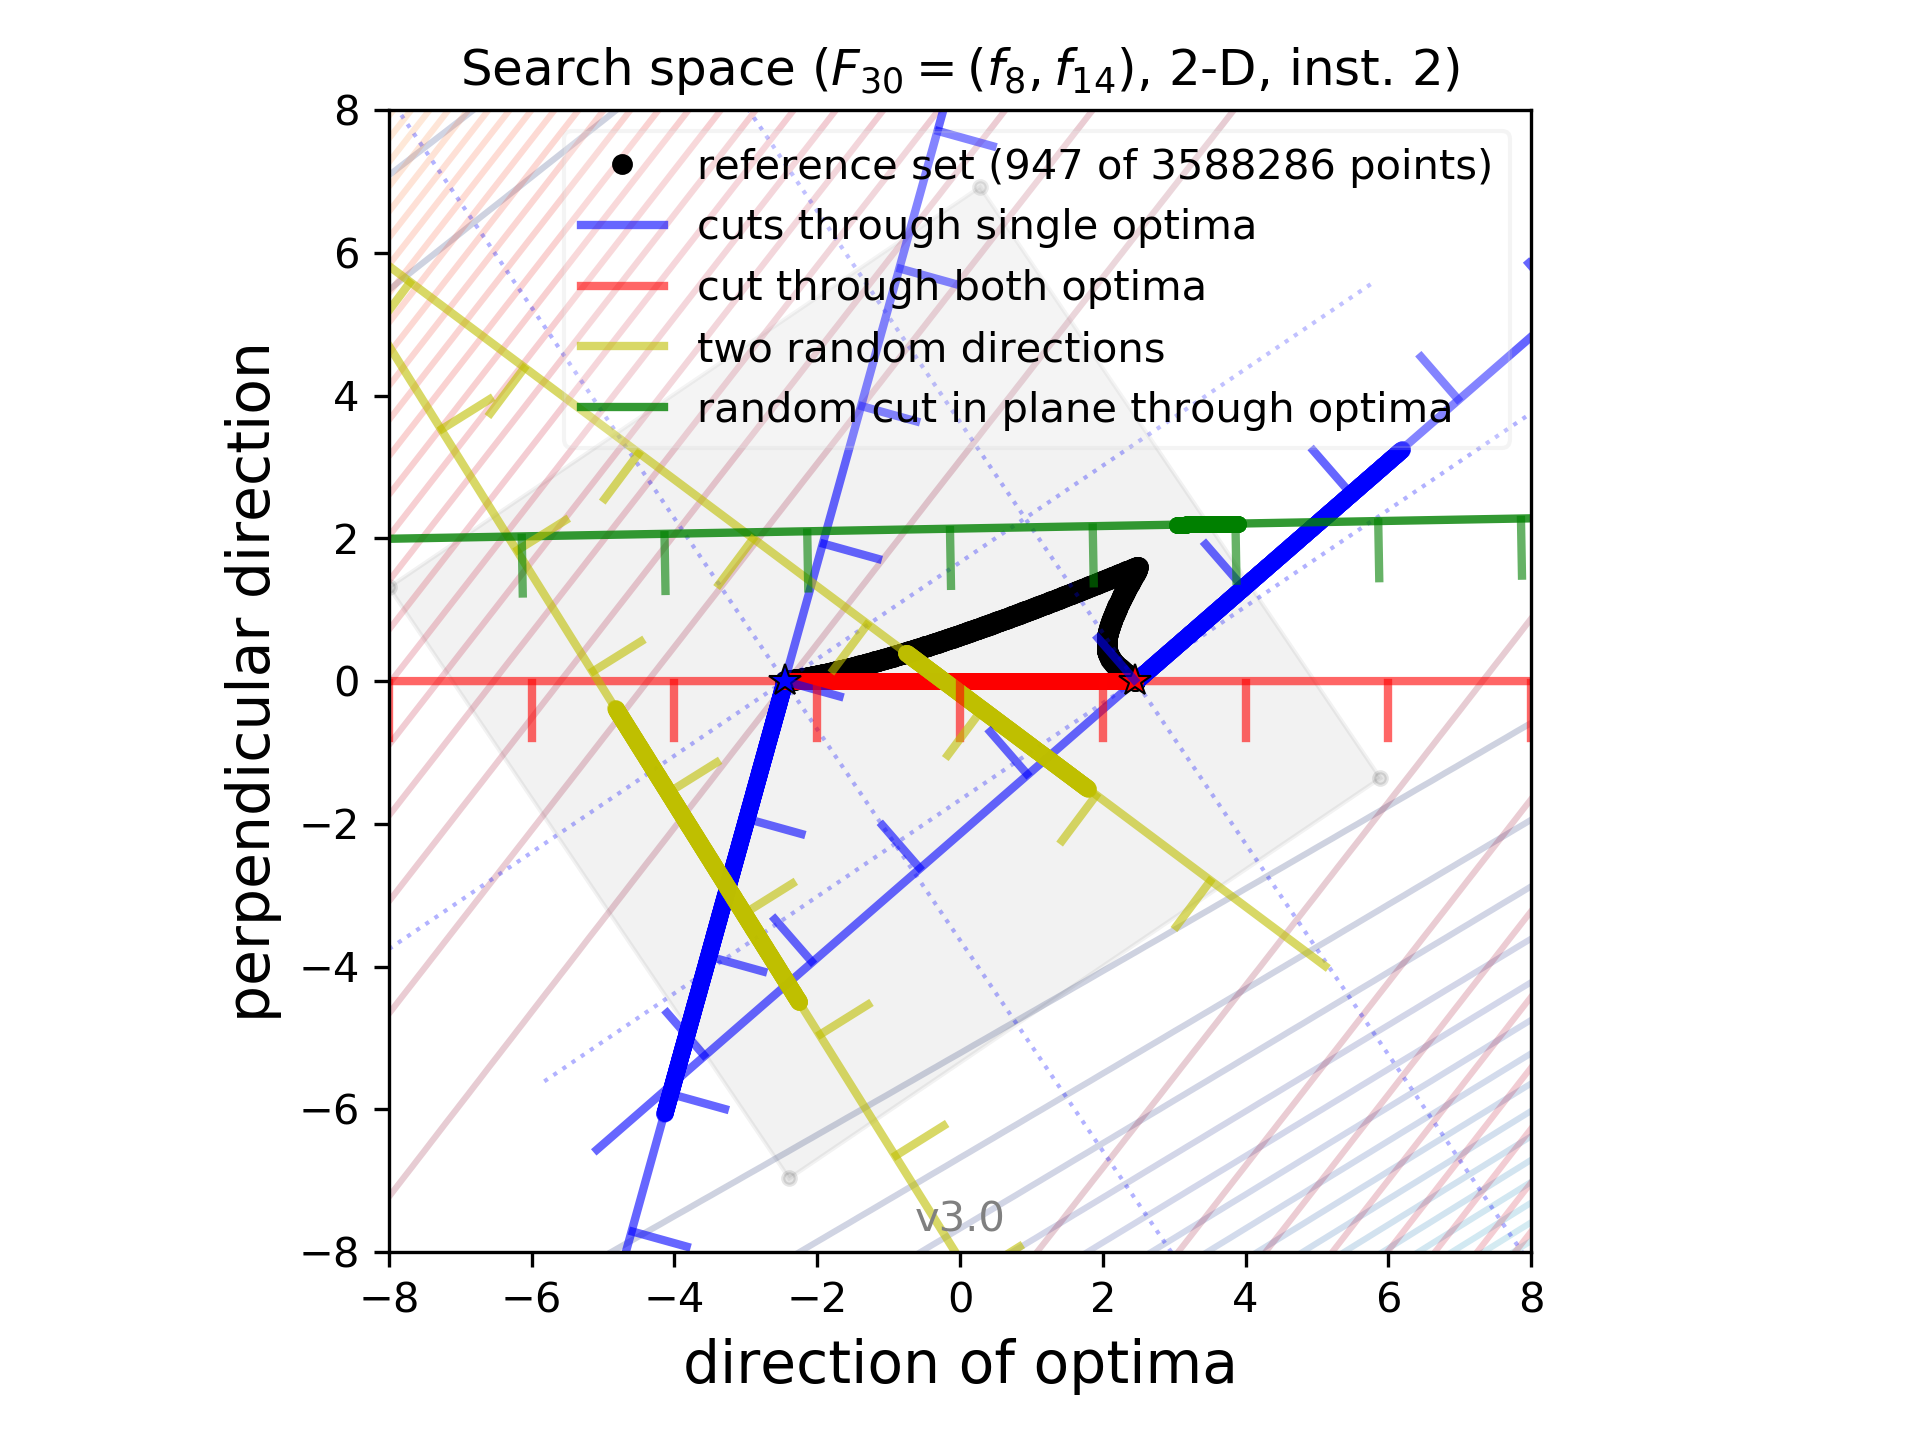 Search space (F30 = (f8, f14), 2-D, inst. 2)
8
6
4
2
0
−2
−4
−6
−8
perpendicular direction
reference set (947 of 3588286 points)
cuts through single optima
cut through both optima
two random directions
random cut in plane through optima
v3.0
−8 −6 −4 −2 0 2 4 6 8
direction of optima